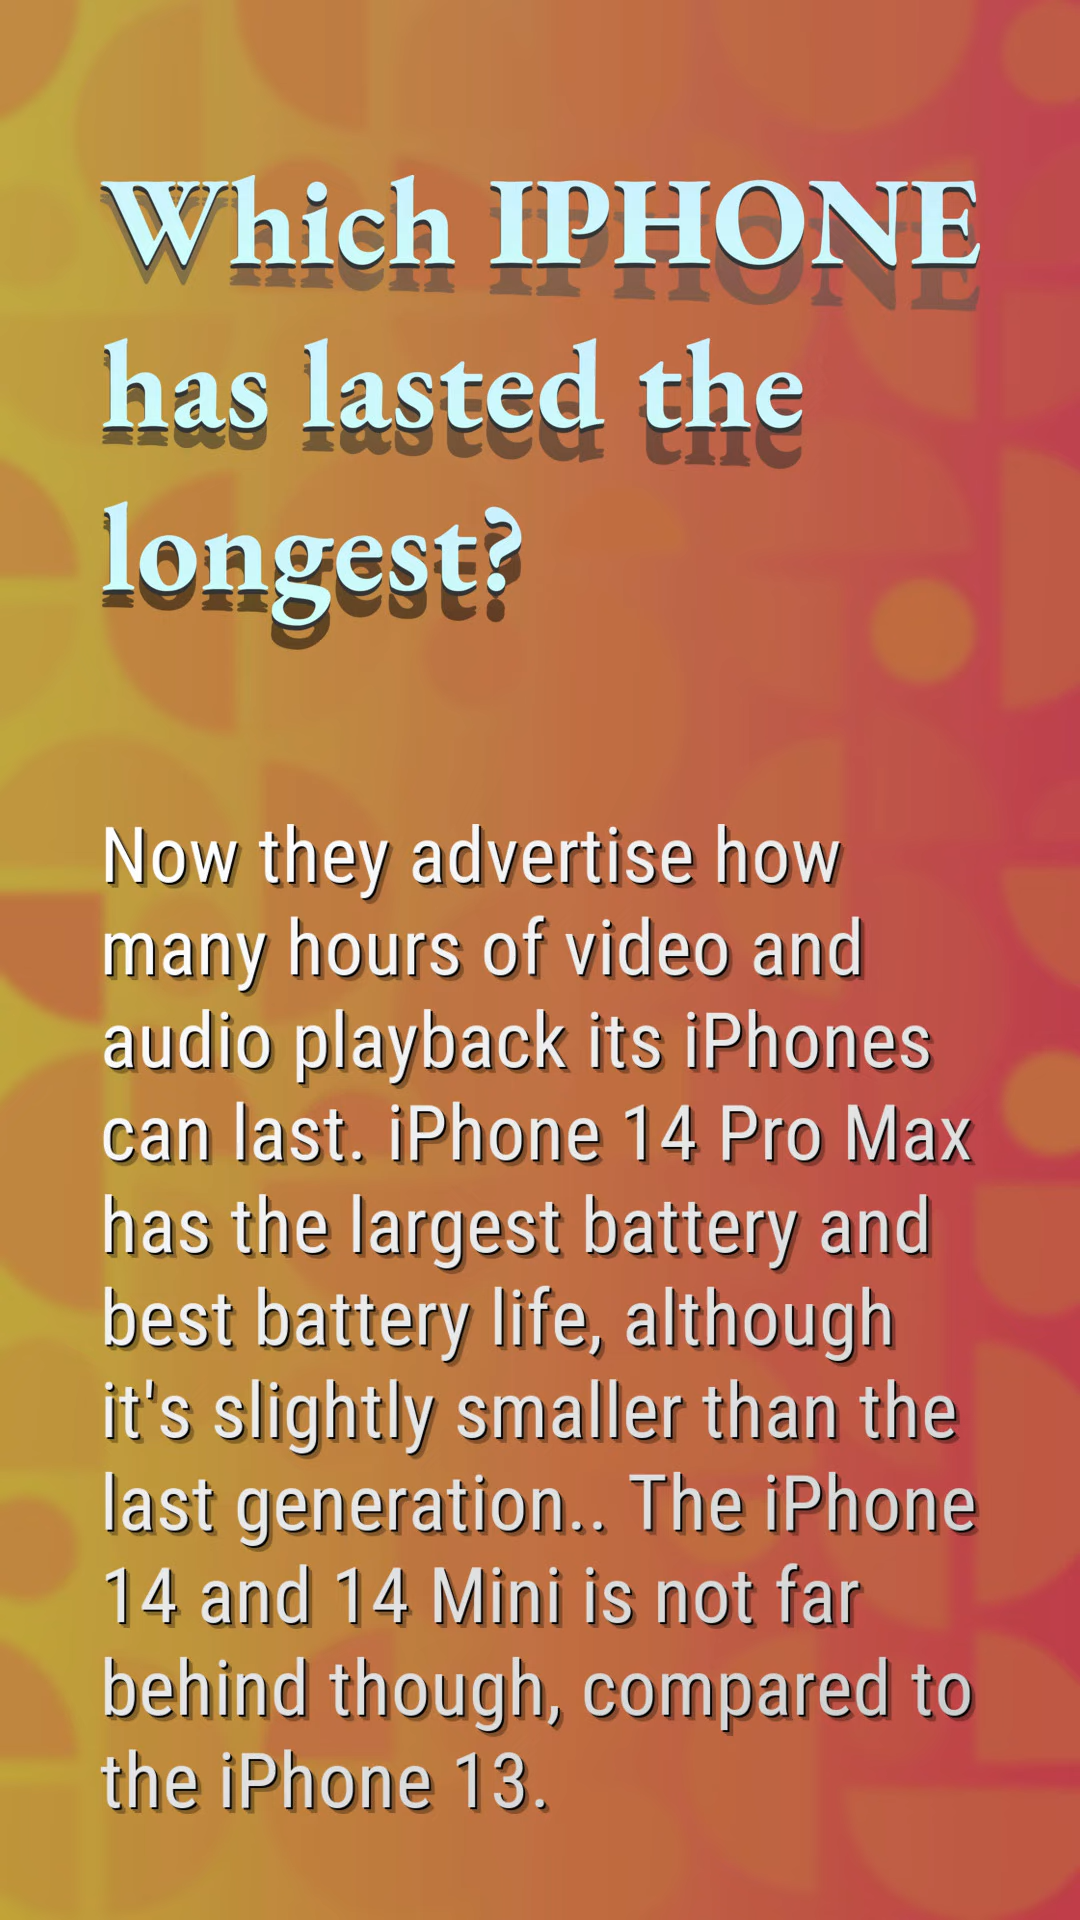 Which IPHONE
has lasted the
longest?
Now they advertise how
many hours of video and
audio playback its iPhones
can last. iPhone 14 Pro Max
has the largest battery and
best battery life, although
it's slightly smaller than the
last generation.. The iPhone
14 and 14 Mini is not far
behind though, compared to
the iPhone 13.